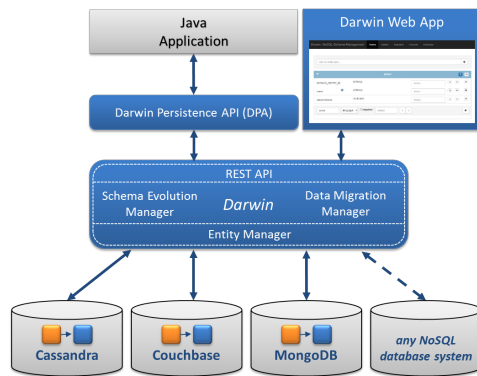 Java
Application
Darwin Web App
Darwin Persistence API (DPA)
REST API
Schema Evolution
Manager
Darwin
Data Migration
Manager
Entity Manager
Cassandra
Couchbase
MongoDB
any NoSQL
database system